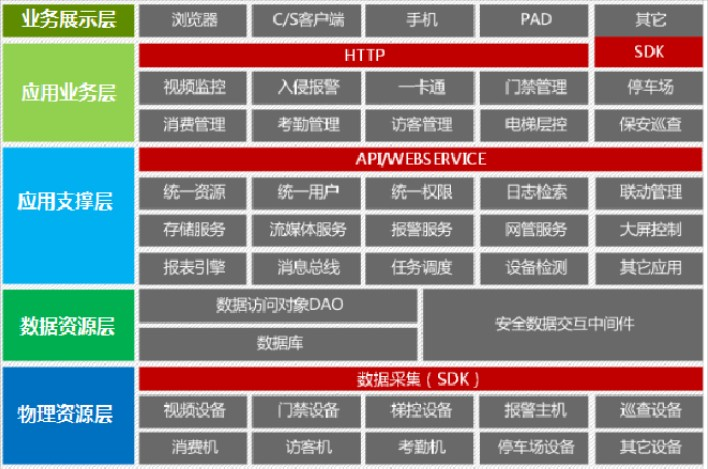 业务展示层 浏览器 C/S客户端 手机 PAD 其它
HTTP SDK
应用业务层
视频监控 入侵报警 一卡通 门禁管理 停车场
消费管理 考勤管理 访客管理 电梯层控 保安巡查
API/WEBSERVICE
应用支撑层
统一资源 统一用户 统一权限 日志检索 联动管理
存储服务 流媒体服务 报警服务 网管服务 大屏控制
报表引擎 消息总线 任务调度 设备检测 其它应用
数据资源层
数据访问对象DAO
数据库
安全数据交互中间件
数据采集(SDK)
物理资源层
视频设备 门禁设备 梯控设备 报警主机 巡查设备
消费机 访客机 考勤机 停车场设备 其它设备